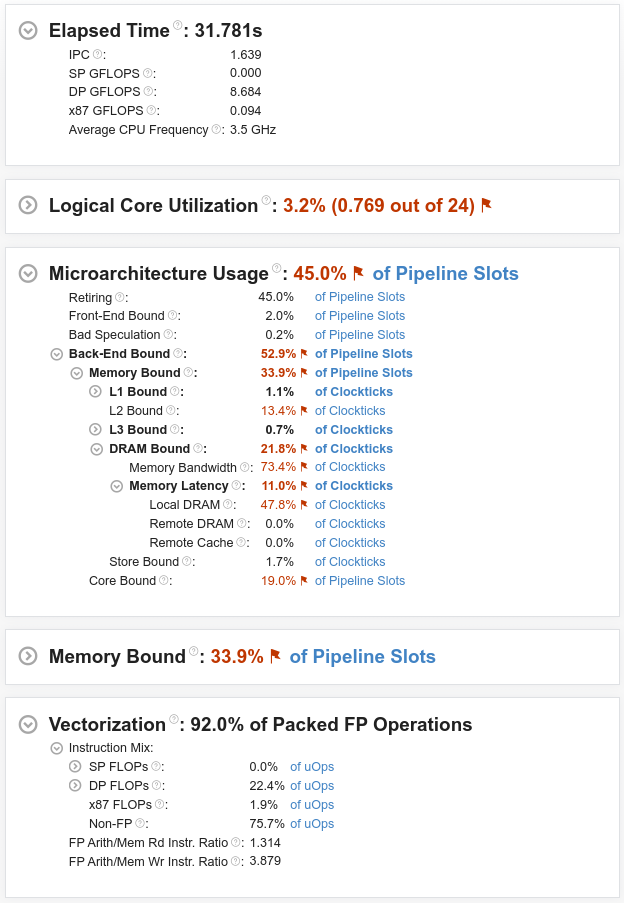 Elapsed Time ?: 31.781s
IPC ?: 1.639
SP GFLOPS ?: 0.000
DP GFLOPS ?: 8.684
x87 GFLOPS ?: 0.094
Average CPU Frequency ?: 3.5 GHz
Logical Core Utilization ?: 3.2% (0.769 out of 24)
Microarchitecture Usage ?: 45.0% of Pipeline Slots
Retiring ?: 45.0% of Pipeline Slots
Front-End Bound ?: 2.0% of Pipeline Slots
Bad Speculation ?: 0.2% of Pipeline Slots
Back-End Bound ?: 52.9% of Pipeline Slots
Memory Bound ?: 33.9% of Pipeline Slots
L1 Bound ?: 1.1% of Clockticks
L2 Bound ?: 13.4% of Clockticks
L3 Bound ?: 0.7% of Clockticks
DRAM Bound ?: 21.8% of Clockticks
Memory Bandwidth ?: 73.4% of Clockticks
Memory Latency ?: 11.0% of Clockticks
Local DRAM ?: 47.8% of Clockticks
Remote DRAM ?: 0.0% of Clockticks
Remote Cache ?: 0.0% of Clockticks
Store Bound ?: 1.7% of Clockticks
Core Bound ?: 19.0% of Pipeline Slots
Memory Bound ?: 33.9% of Pipeline Slots
Vectorization ?: 92.0% of Packed FP Operations
Instruction Mix:
SP FLOPs ?: 0.0% of uOps
DP FLOPs ?: 22.4% of uOps
x87 FLOPs ?: 1.9% of uOps
Non-FP ?: 75.7% of uOps
FP Arith/Mem Rd Instr. Ratio ?: 1.314
FP Arith/Mem Wr Instr. Ratio ?: 3.879